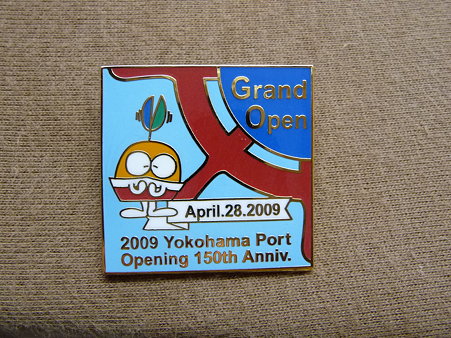 Grand
Open
April.28.2009
2009 Yokohama Port
Opening 150th Anniv.